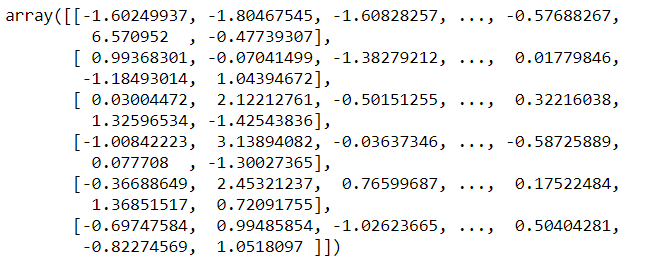 array([[-1.60249937, -1.80467545, -1.60828257, ..., -0.57688267,
         6.570952  , -0.47739307],
       [ 0.99368301, -0.07041499, -1.38279212, ...,  0.01779846,
        -1.18493014,  1.04394672],
       [ 0.03004472,  2.12212761, -0.50151255, ...,  0.32216038,
         1.32596534, -1.42543836],
       [-1.00842223,  3.13894082, -0.03637346, ..., -0.58725889,
         0.077708  , -1.30027365],
       [-0.36688649,  2.45321237,  0.76599687, ...,  0.17522484,
         1.36851517,  0.72091755],
       [-0.69747584,  0.99485854, -1.02623665, ...,  0.50404281,
        -0.82274569,  1.0518097 ]])